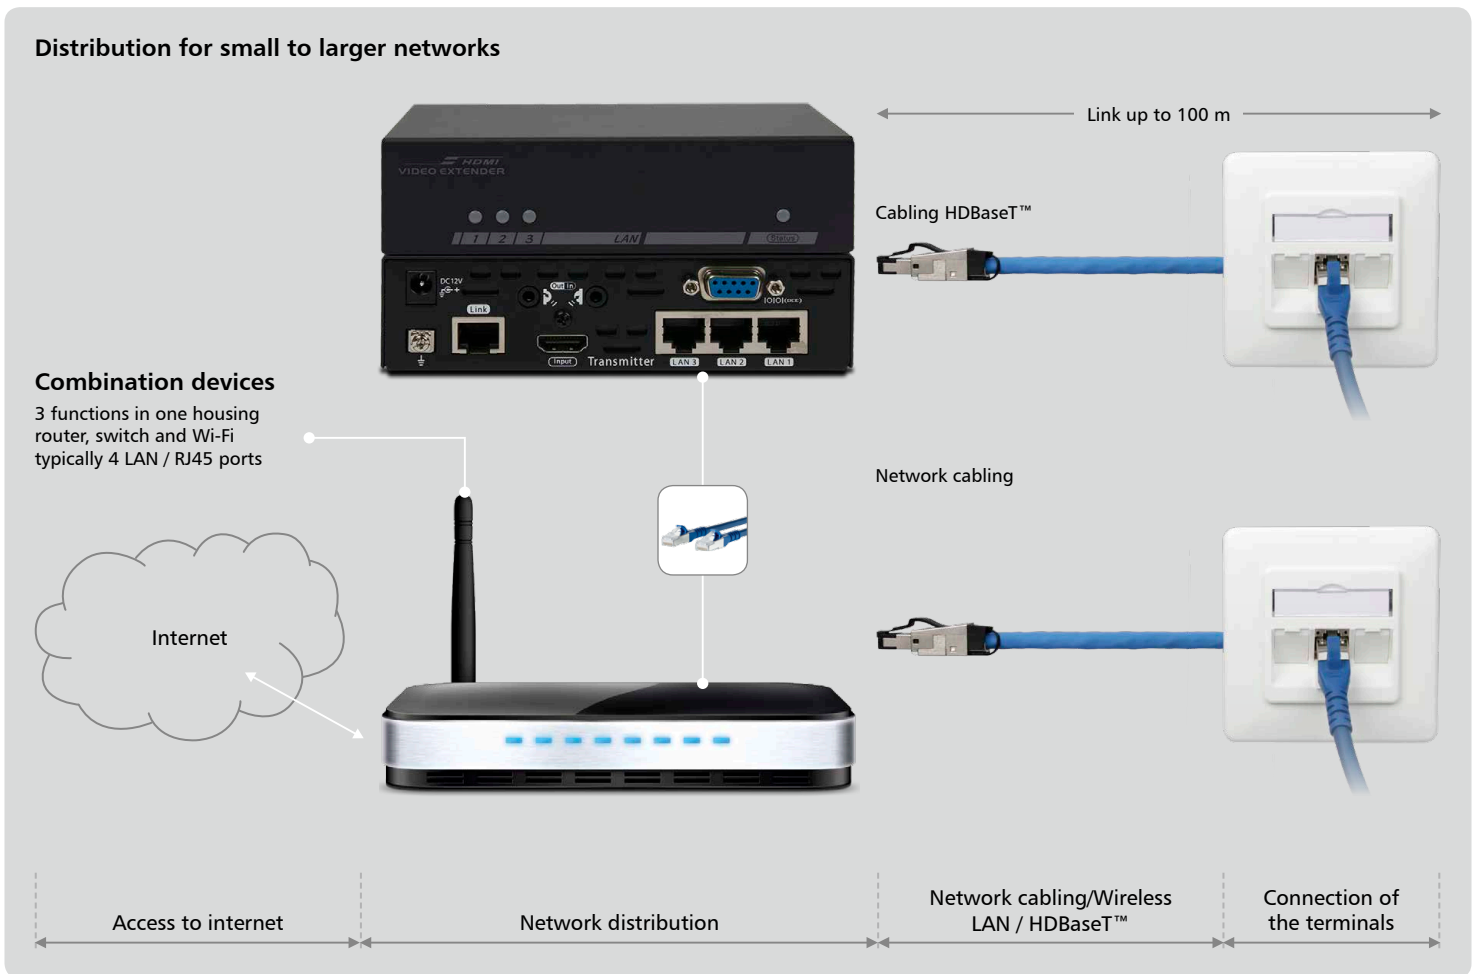 Distribution for small to larger networks
Link up to 100 m
HDMI
VIDEO EXTENDER
Cabling HDBaseT™
1 2 3 LAN Status
DC12V
Out In
IOIOI(DCE)
Link
Input
Transmitter
LAN 3 LAN 2 LAN 1
Combination devices
3 functions in one housing
router, switch and Wi-Fi
typically 4 LAN / RJ45 ports
Network cabling
Internet
Access to internet
Network distribution
Network cabling/Wireless
LAN / HDBaseT™
Connection of
the terminals